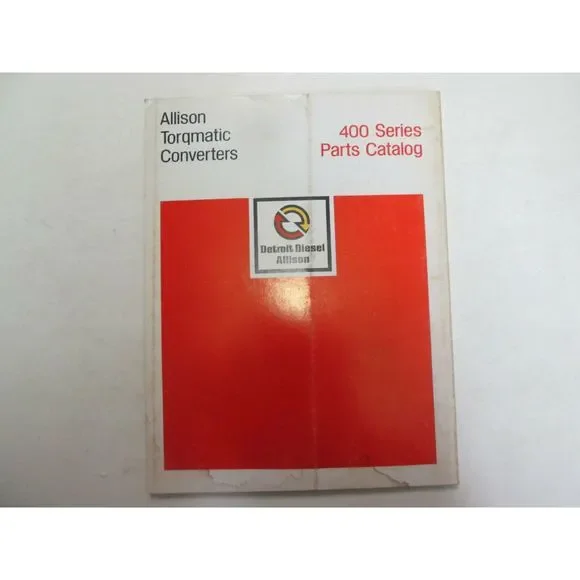 Allison
Torqmatic
Converters
400 Series
Parts Catalog
Detroit Diesel
Allison